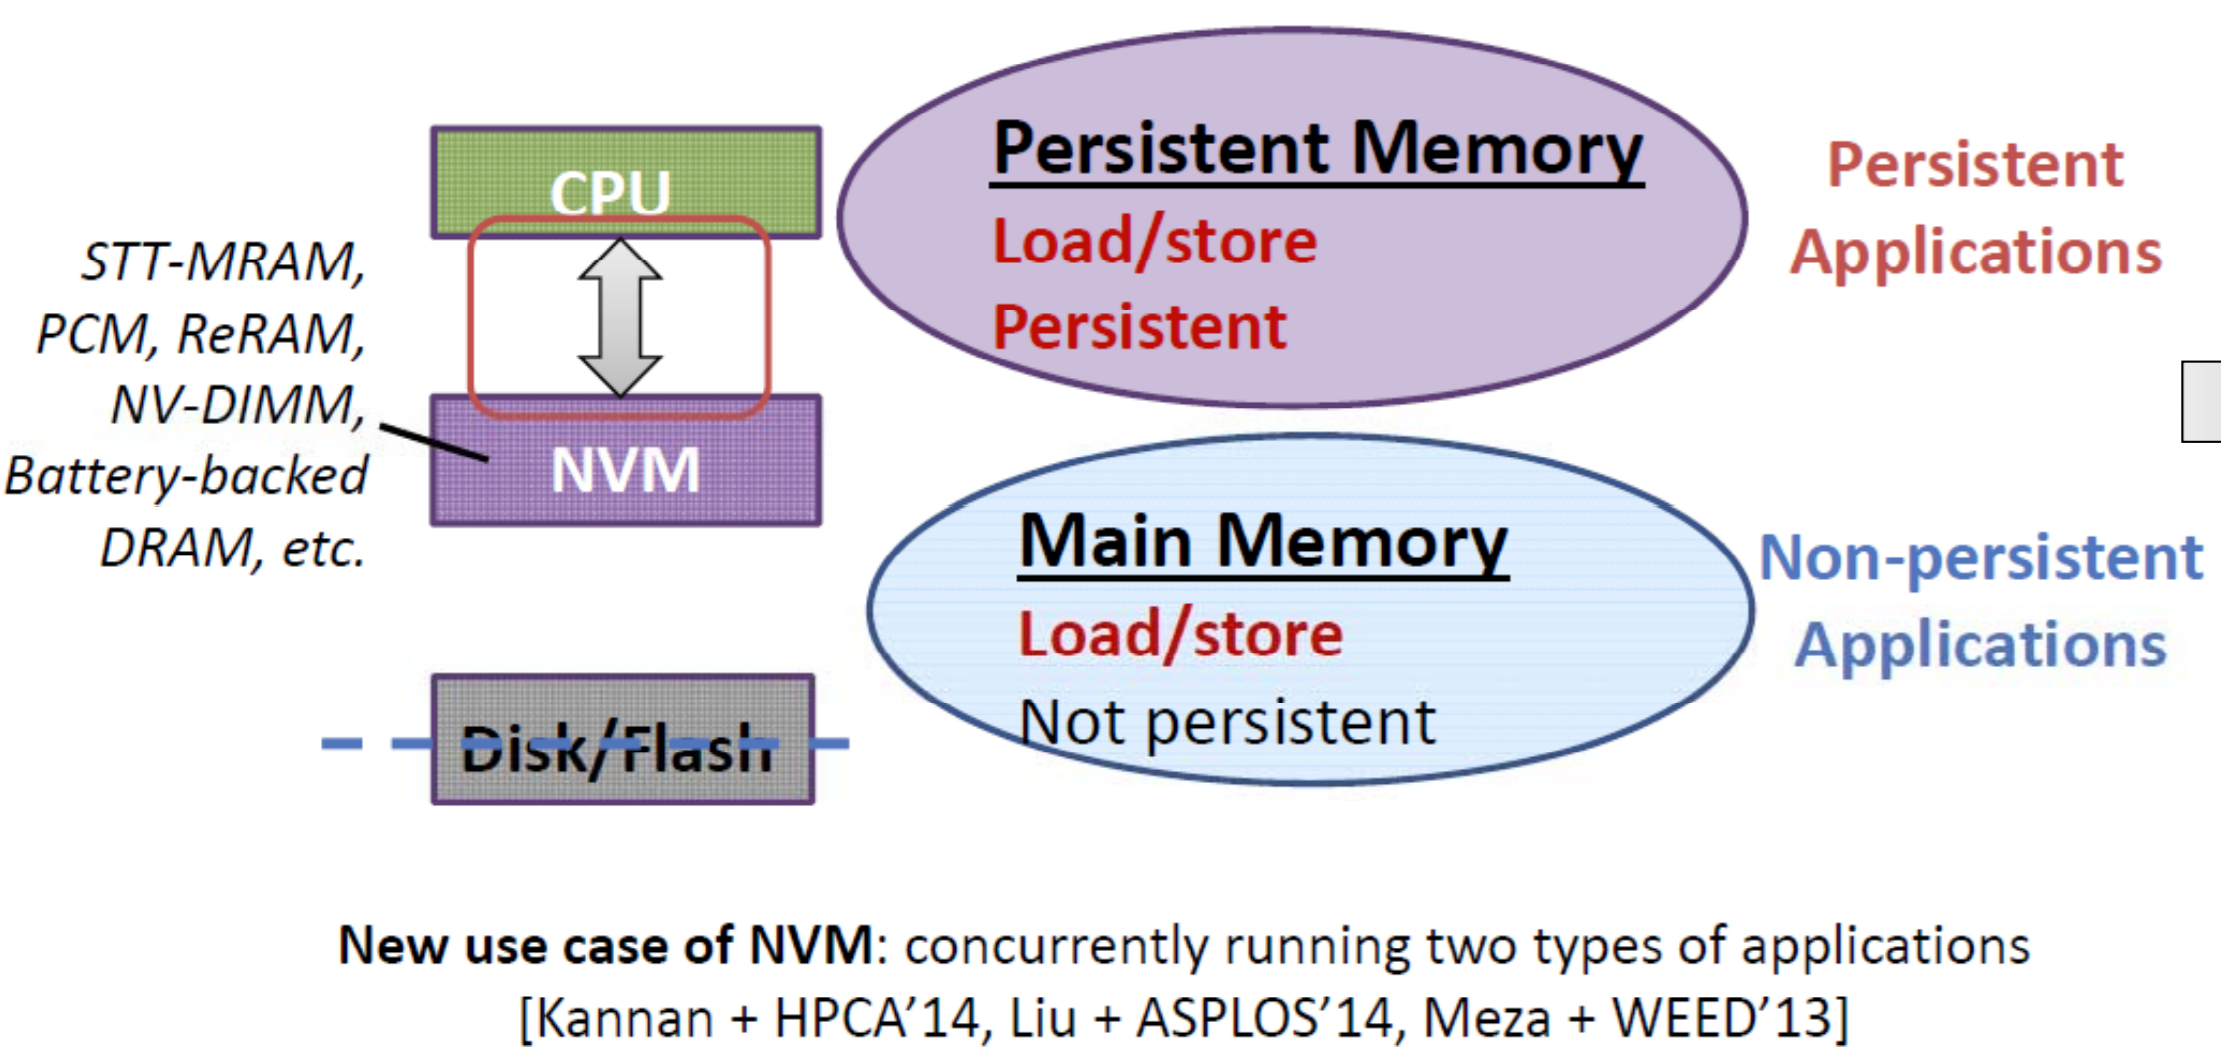 CPU
STT-MRAM,
PCM, ReRAM,
NV-DIMM,
Battery-backed
DRAM, etc.
NVM
Disk/Flash
Persistent Memory
Load/store
Persistent
Persistent
Applications
Main Memory
Load/store
Not persistent
Non-persistent
Applications
New use case of NVM: concurrently running two types of applications
[Kannan + HPCA’14, Liu + ASPLOS’14, Meza + WEED’13]